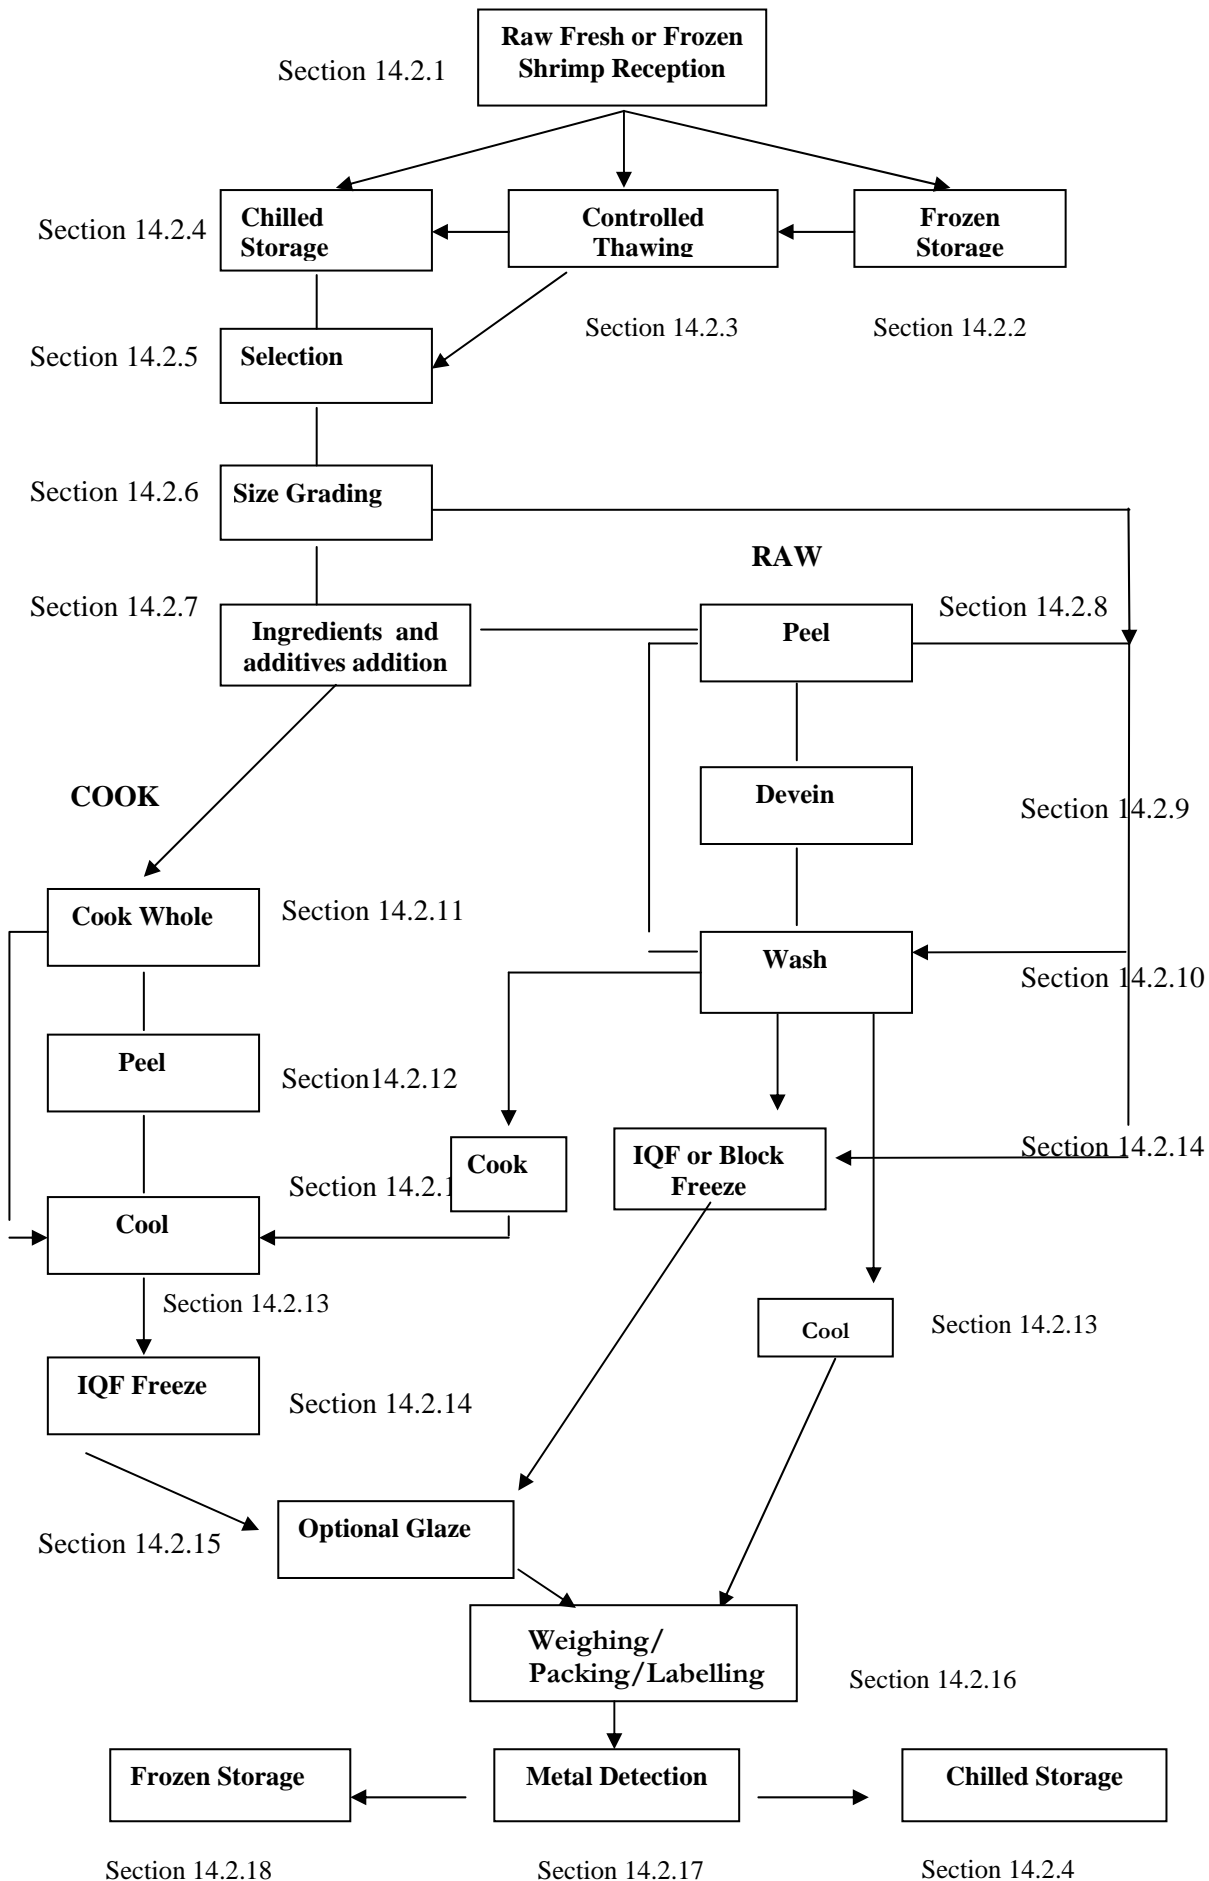 Raw Fresh or Frozen
Shrimp Reception
Section 14.2.1
Section 14.2.4
Chilled
Storage
Controlled
Thawing
Frozen
Storage
Section 14.2.3
Section 14.2.2
Section 14.2.5
Selection
Section 14.2.6
Size Grading
RAW
Section 14.2.7
Ingredients and
additives addition
Peel
Section 14.2.8
COOK
Devein
Section 14.2.9
Cook Whole
Section 14.2.11
Wash
Section 14.2.10
Peel
Section14.2.12
Cook
IQF or Block
Freeze
Section 14.2.14
Section 14.2.1
Cool
Section 14.2.13
Cool
Section 14.2.13
IQF Freeze
Section 14.2.14
Optional Glaze
Section 14.2.15
Weighing/
Packing/Labelling
Section 14.2.16
Frozen Storage
Metal Detection
Chilled Storage
Section 14.2.18
Section 14.2.17
Section 14.2.4